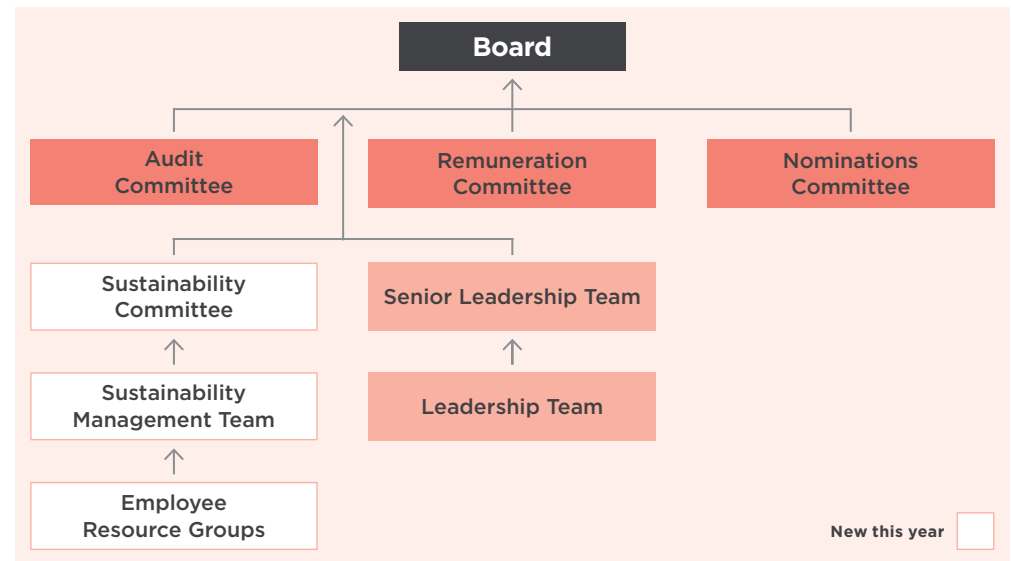 Board
Audit
Committee
Remuneration
Committee
Nominations
Committee
Sustainability
Committee
Senior Leadership Team
Sustainability
Management Team
Leadership Team
Employee
Resource Groups
New this year